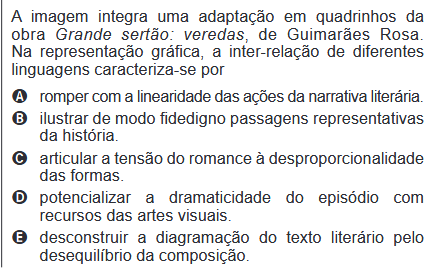 A imagem integra uma adaptação em quadrinhos da
obra Grande sertão: veredas, de Guimarães Rosa.
Na representação gráfica, a inter-relação de diferentes
linguagens caracteriza-se por
A romper com a linearidade das ações da narrativa literária.
B ilustrar de modo fidedigno passagens representativas
da história.
C articular a tensão do romance à desproporcionalidade
das formas.
D potencializar a dramaticidade do episódio com
recursos das artes visuais.
E desconstruir a diagramação do texto literário pelo
desequilíbrio da composição.